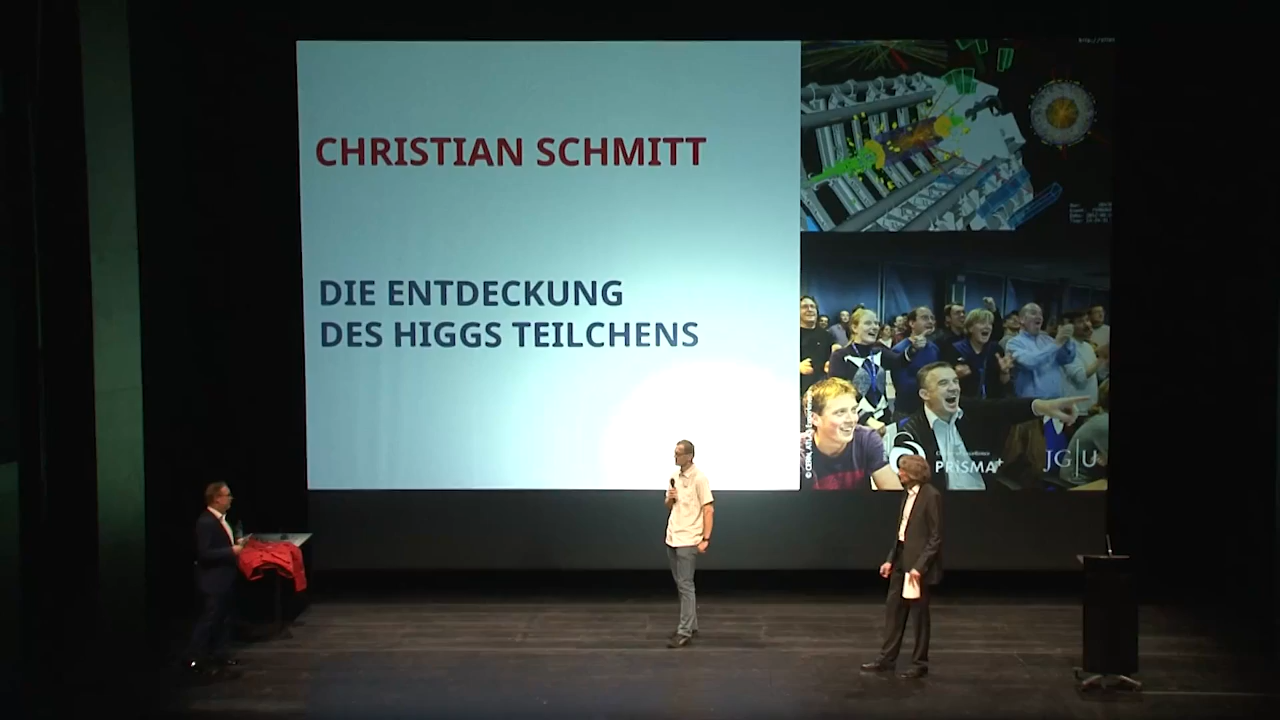 CHRISTIAN SCHMITT
DIE ENTDECKUNG
DES HIGGS TEILCHENS
PRiSMA+
JG|U